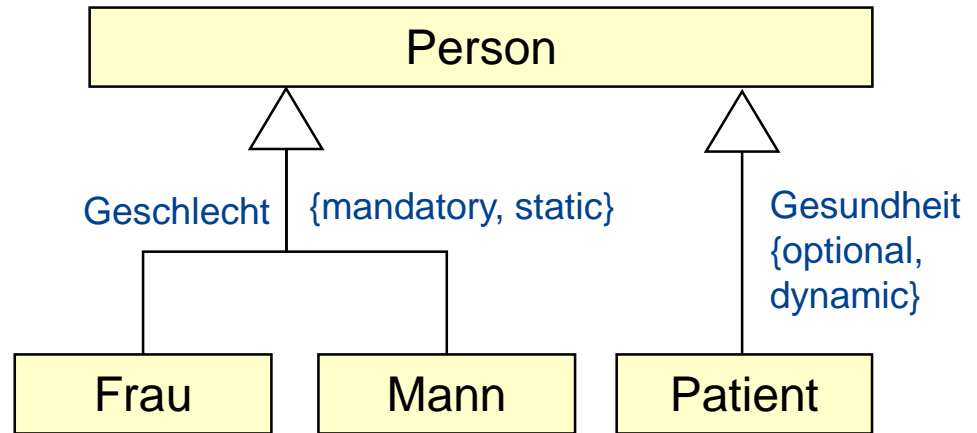 Person
Geschlecht {mandatory, static}
Gesundheit
{optional,
dynamic}
Frau Mann Patient